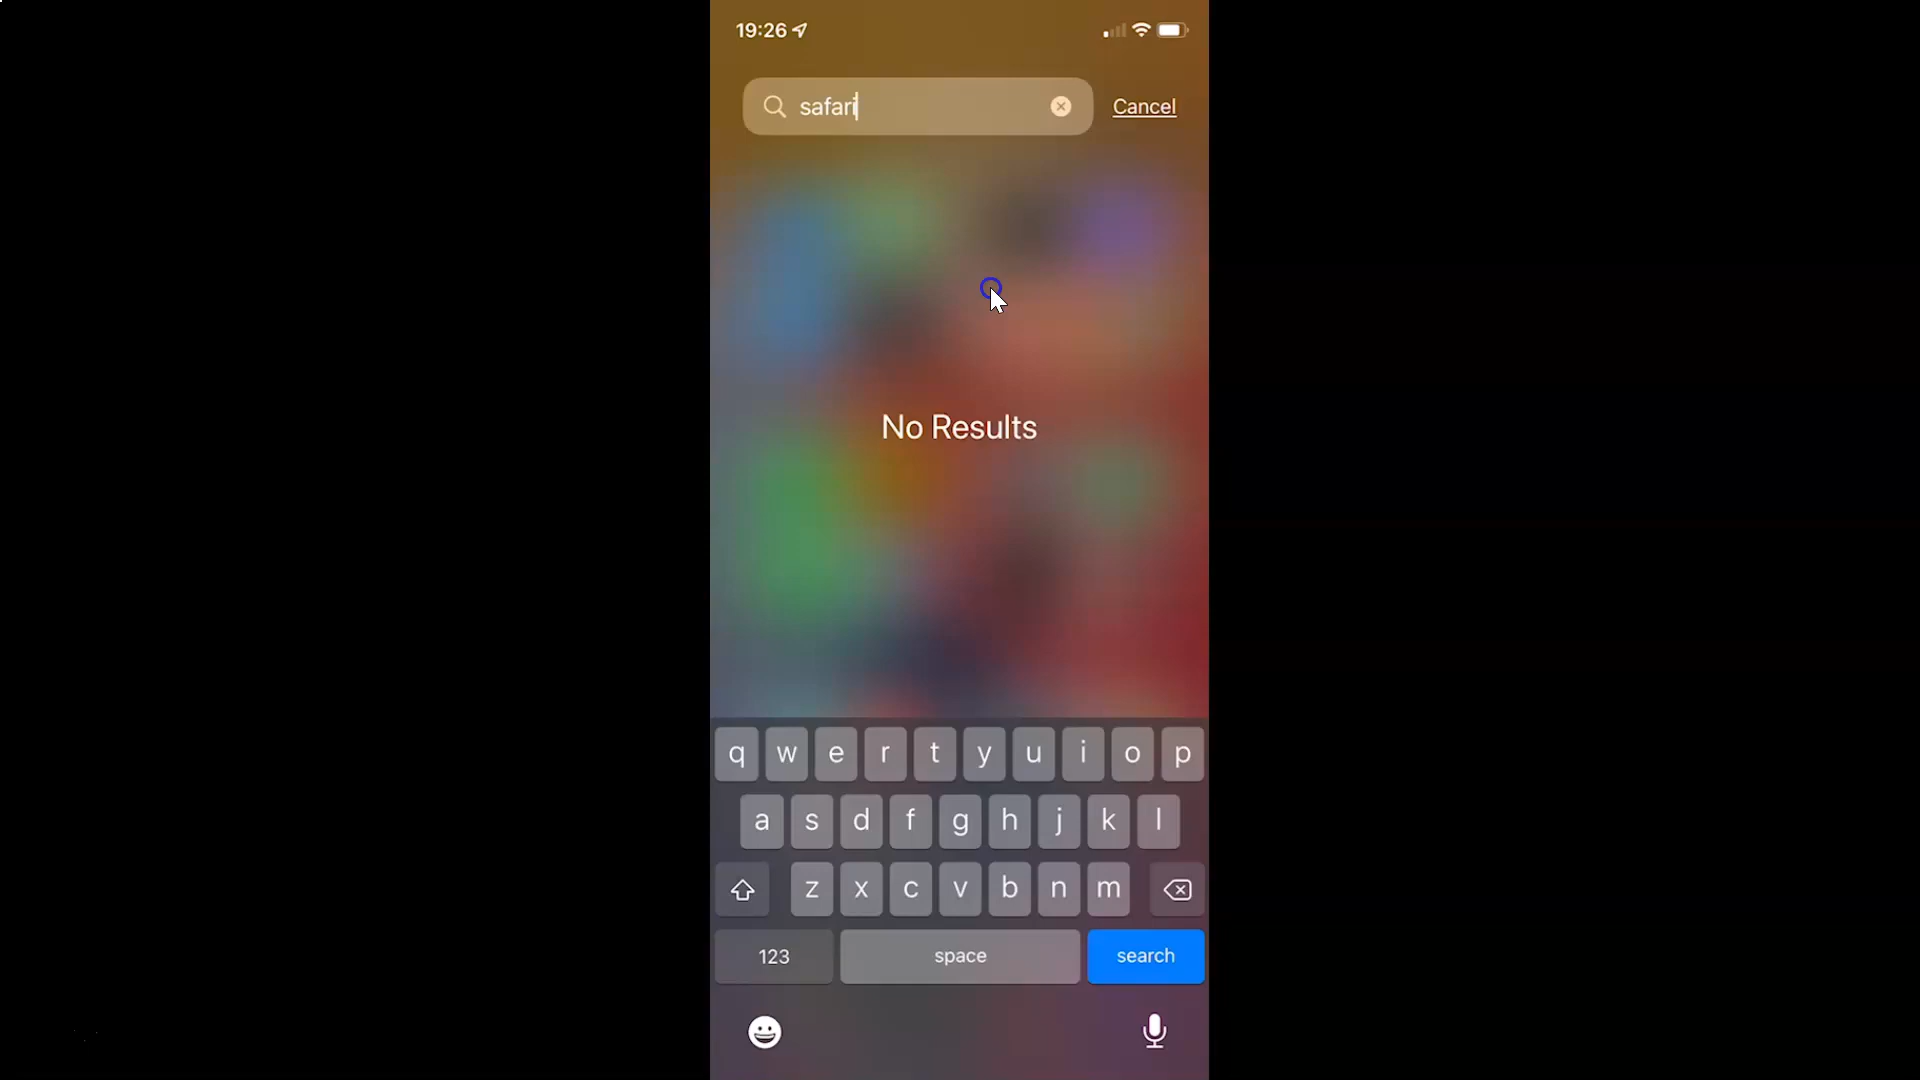 19:26
safari
Cancel
No Results
q w e r t y u i o p
a s d f g h j k l
z x c v b n m
123 space search